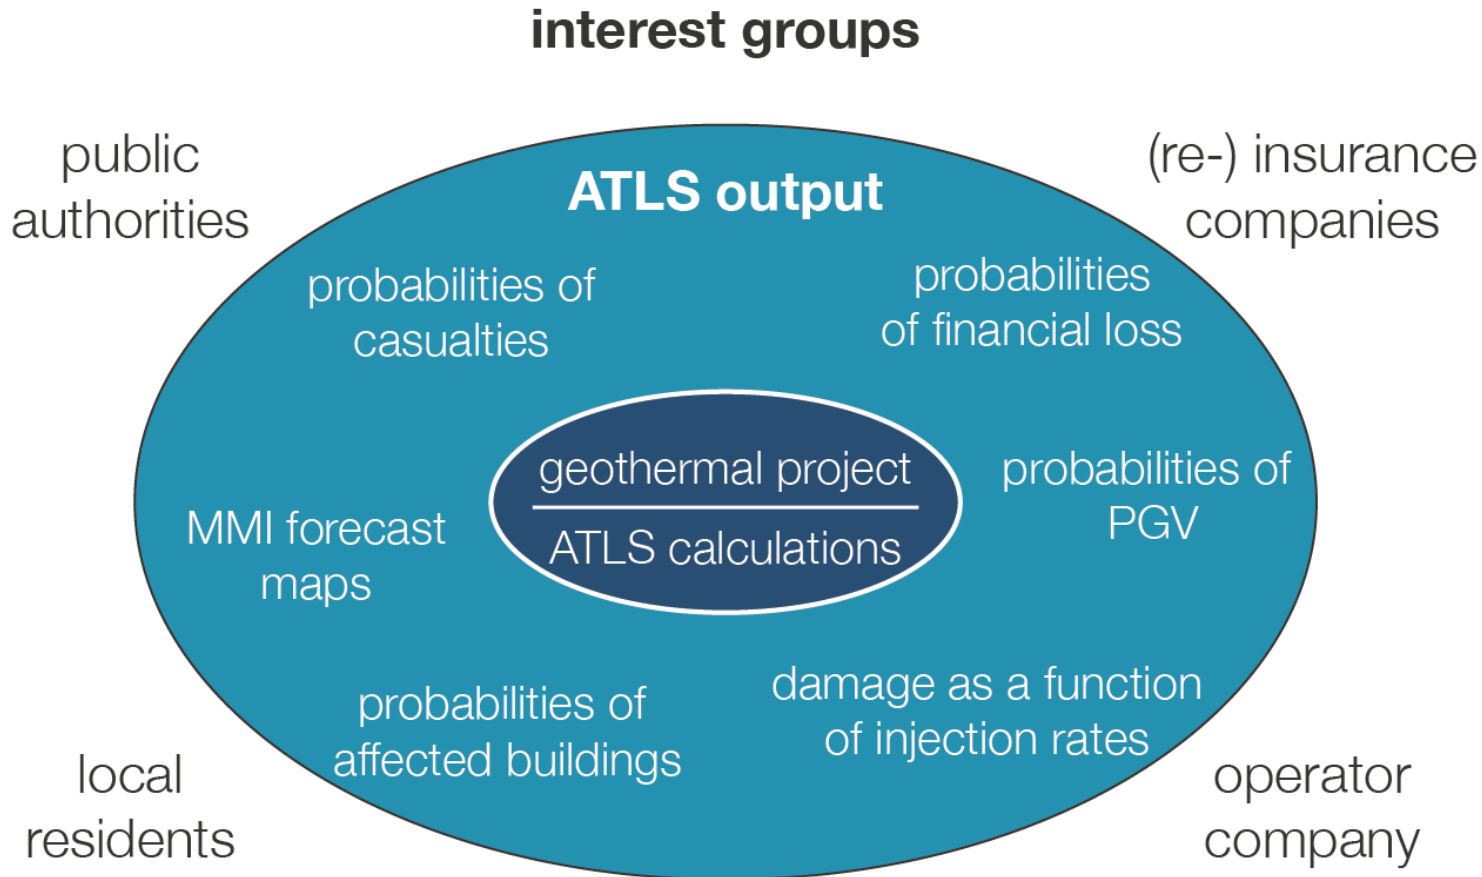 interest groups
public
authorities
(re-) insurance
companies
ATLS output
probabilities of
casualties
probabilities
of financial loss
geothermal project
ATLS calculations
probabilities of
PGV
MMI forecast
maps
probabilities of
affected buildings
damage as a function
of injection rates
local
residents
operator
company